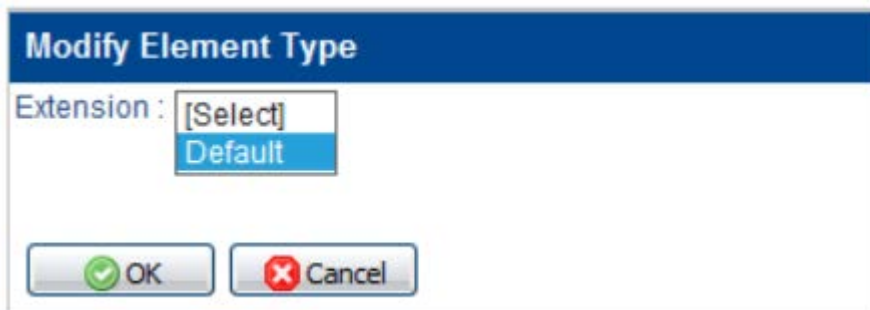 Modify Element Type
Extension : [Select]
Default
OK Cancel